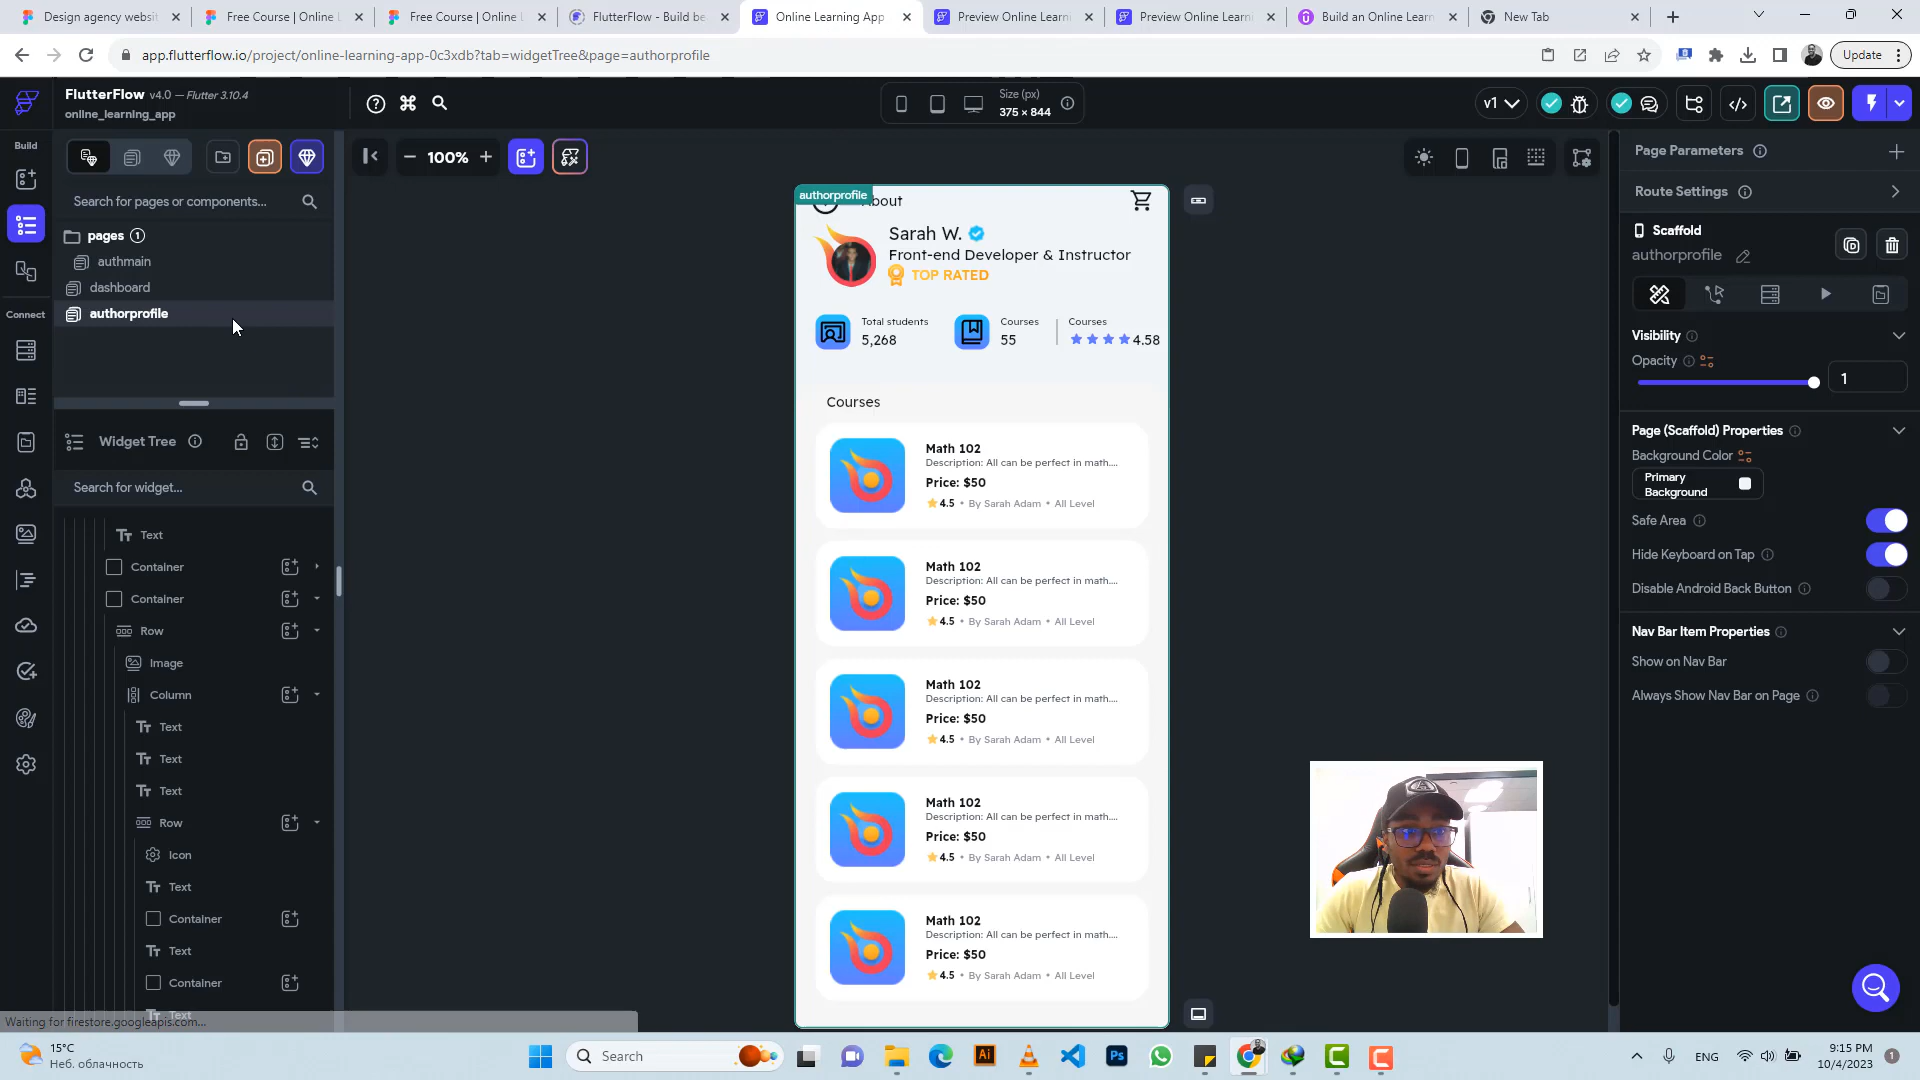 Design agency websi
Free Course | Online L
Free Course | Online L
FlutterFlow - Build be
Online Learning App
Preview Online Learni
Preview Online Learni
Build an Online Learn
New Tab
app.flutterflow.io/project/online-learning-app-0c3xdb?tab=widgetTree&page=authorprofile
Update
FlutterFlow v4.0 — Flutter 3.10.4
online_learning_app
Size (px)
375 × 844
v1
Build
100%
Search for pages or components...
pages 1
authmain
dashboard
authorprofile
Connect
Widget Tree
Search for widget...
Text
Container
Container
Row
Image
Column
Text
Text
Text
Row
Icon
Text
Container
Text
Container
Text
Waiting for firestore.googleapis.com...
authorprofile
About
Sarah W.
Front-end Developer & Instructor
TOP RATED
Total students
5,268
Courses
55
Courses
4.58
Courses
Math 102
Description: All can be perfect in math....
Price: $50
4.5 • By Sarah Adam • All Level
Math 102
Description: All can be perfect in math....
Price: $50
4.5 • By Sarah Adam • All Level
Math 102
Description: All can be perfect in math....
Price: $50
4.5 • By Sarah Adam • All Level
Math 102
Description: All can be perfect in math....
Price: $50
4.5 • By Sarah Adam • All Level
Math 102
Description: All can be perfect in math....
Price: $50
4.5 • By Sarah Adam • All Level
Page Parameters
Route Settings
Scaffold
authorprofile
Visibility
Opacity
1
Page (Scaffold) Properties
Background Color
Primary
Background
Safe Area
Hide Keyboard on Tap
Disable Android Back Button
Nav Bar Item Properties
Show on Nav Bar
Always Show Nav Bar on Page
15°C
Неб. облачность
Search
Ai
Ps
ENG
9:15 PM
10/4/2023
1